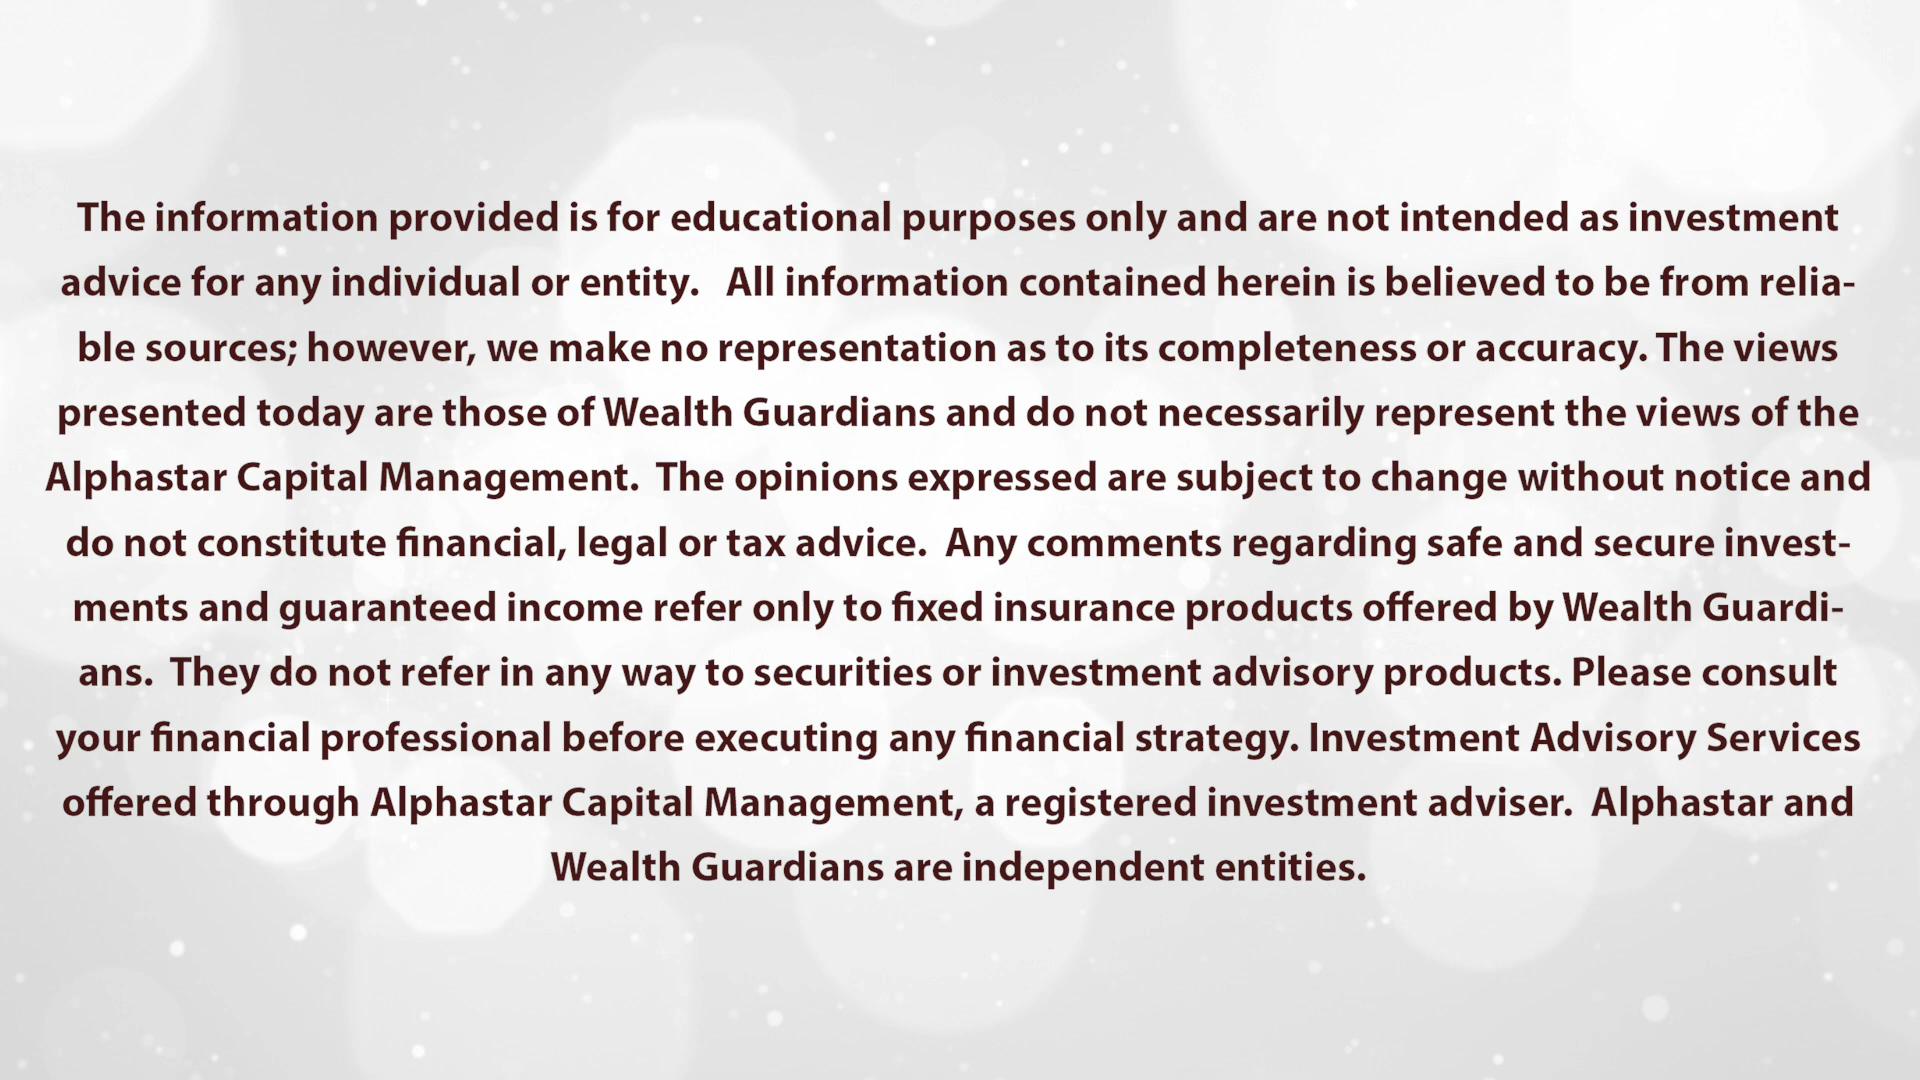 The information provided is for educational purposes only and are not intended as investment
advice for any individual or entity.   All information contained herein is believed to be from relia-
ble sources; however, we make no representation as to its completeness or accuracy. The views
presented today are those of Wealth Guardians and do not necessarily represent the views of the
Alphastar Capital Management.  The opinions expressed are subject to change without notice and
do not constitute financial, legal or tax advice.  Any comments regarding safe and secure invest-
ments and guaranteed income refer only to fixed insurance products offered by Wealth Guardi-
ans.  They do not refer in any way to securities or investment advisory products. Please consult
your financial professional before executing any financial strategy. Investment Advisory Services
offered through Alphastar Capital Management, a registered investment adviser.  Alphastar and
Wealth Guardians are independent entities.